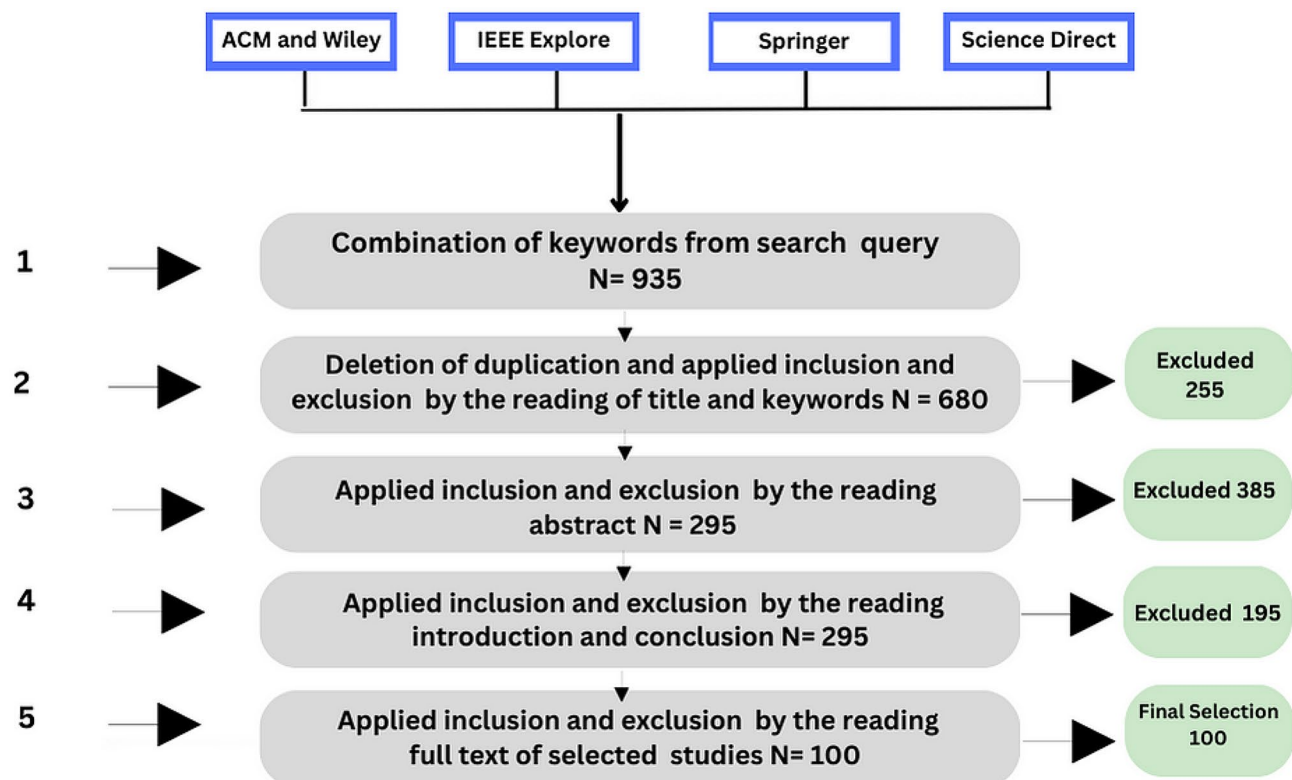 ACM and Wiley
IEEE Explore
Springer
Science Direct
1
Combination of keywords from search query
N= 935
2
Deletion of duplication and applied inclusion and
exclusion by the reading of title and keywords N = 680
Excluded
255
3
Applied inclusion and exclusion by the reading
abstract N = 295
Excluded 385
4
Applied inclusion and exclusion by the reading
introduction and conclusion N= 295
Excluded 195
5
Applied inclusion and exclusion by the reading
full text of selected studies N= 100
Final Selection
100